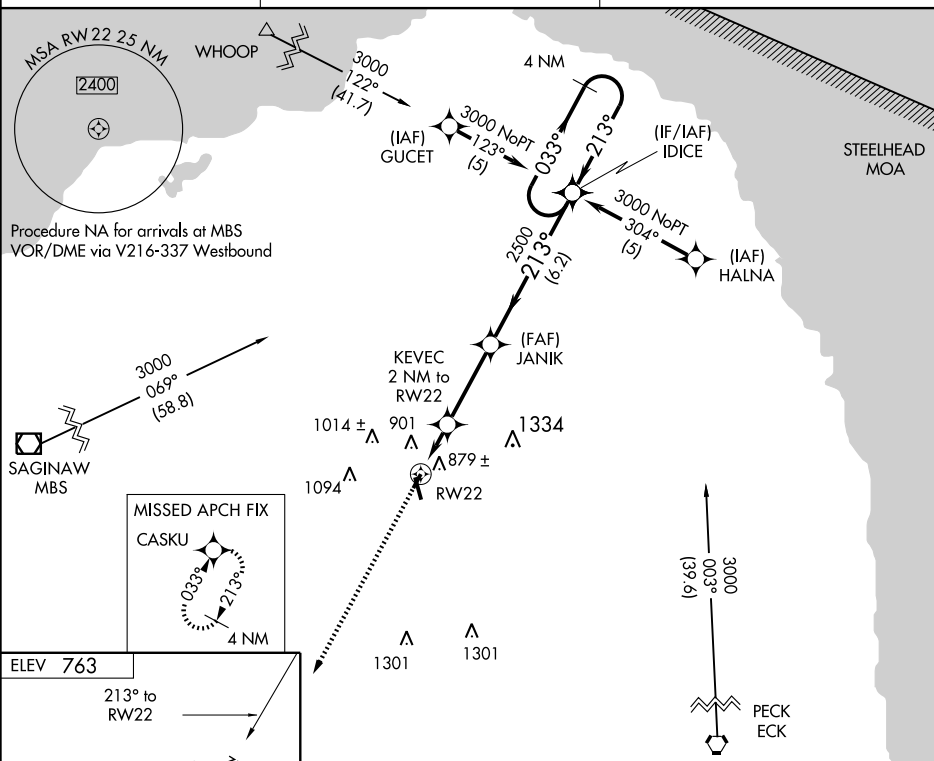 MSA RW 22 25 NM
2400
WHOOP
3000
122°
(41.7)
(IAF)
GUCET
3000 NoPT
123°
(5)
4 NM
033°
213°
(IF/IAF)
IDICE
STEELHEAD
MOA
3000 NoPT
304°
(5)
(IAF)
HALNA
Procedure NA for arrivals at MBS
VOR/DME via V216-337 Westbound
2500
213°
(6.2)
(FAF)
JANIK
KEVEC
2 NM to
RW22
3000
069°
(58.8)
SAGINAW
MBS
1014 ±
901
1334
879 ±
1094
RW22
MISSED APCH FIX
CASKU
033°
213°
4 NM
3000
003°
(39.6)
1301
1301
PECK
ECK
ELEV 763
213° to
RW22